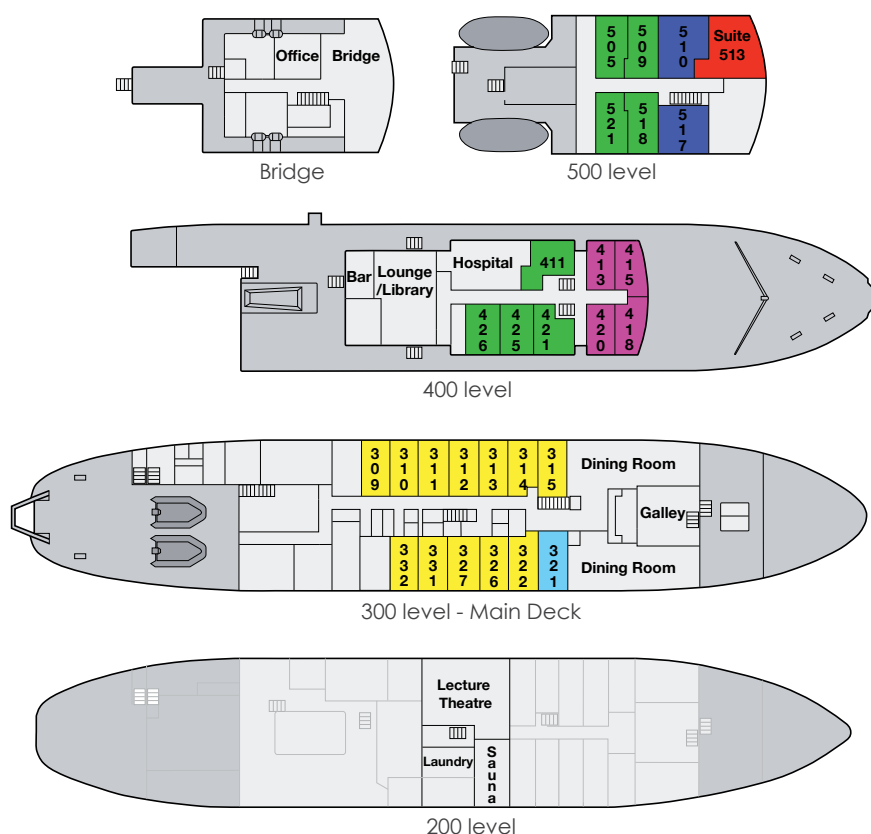 Office
Bridge
Bridge
505
509
510
Suite
513
521
518
517
500 level
Bar
Lounge
/Library
Hospital
411
413
415
426
425
421
420
418
400 level
309
310
311
312
313
314
315
Dining Room
Galley
332
331
327
326
322
321
Dining Room
300 level - Main Deck
Lecture
Theatre
Laundry
Sauna
200 level